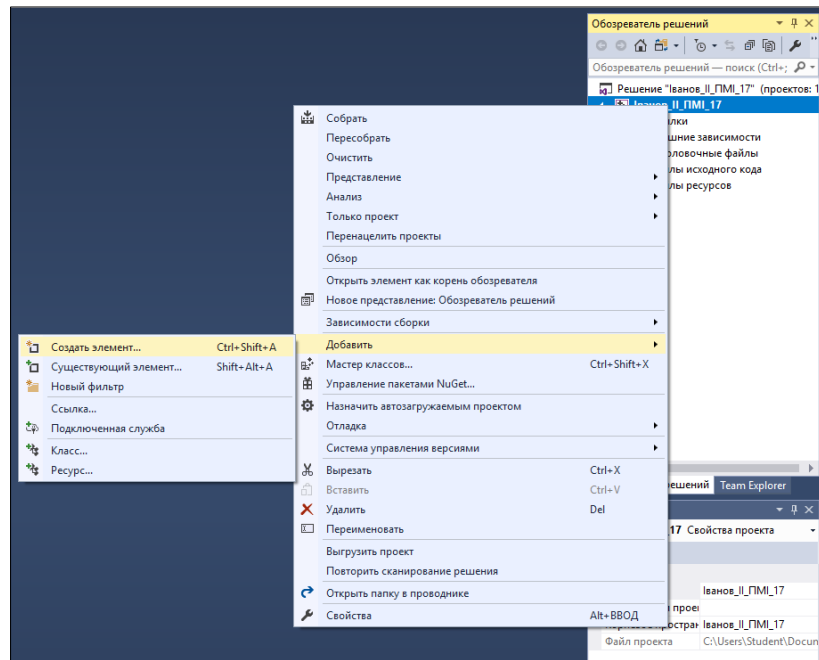 Обозреватель решений
Обозреватель решений — поиск (Ctrl+;
Решение "Іванов_ІІ_ПМІ_17" (проектов: 1
Іванов_ІІ_ПМІ_17
лки
шние зависимости
оловочные файлы
лы исходного кода
лы ресурсов
Собрать
Пересобрать
Очистить
Представление
Анализ
Только проект
Перенацелить проекты
Обзор
Открыть элемент как корень обозревателя
Новое представление: Обозреватель решений
Зависимости сборки
Добавить
Мастер классов... Ctrl+Shift+X
Управление пакетами NuGet...
Назначить автозагружаемым проектом
Отладка
Система управления версиями
Вырезать Ctrl+X
Вставить Ctrl+V
Удалить Del
Переименовать
Выгрузить проект
Повторить сканирование решения
Открыть папку в проводнике
Свойства Alt+ВВОД
Создать элемент... Ctrl+Shift+A
Существующий элемент... Shift+Alt+A
Новый фильтр
Ссылка...
Подключенная служба
Класс...
Ресурс...
ешений Team Explorer
_17 Свойства проекта
Іванов_ІІ_ПМІ_17
прое
простран Іванов_ІІ_ПМІ_17
Файл проекта C:\Users\Student\Docun